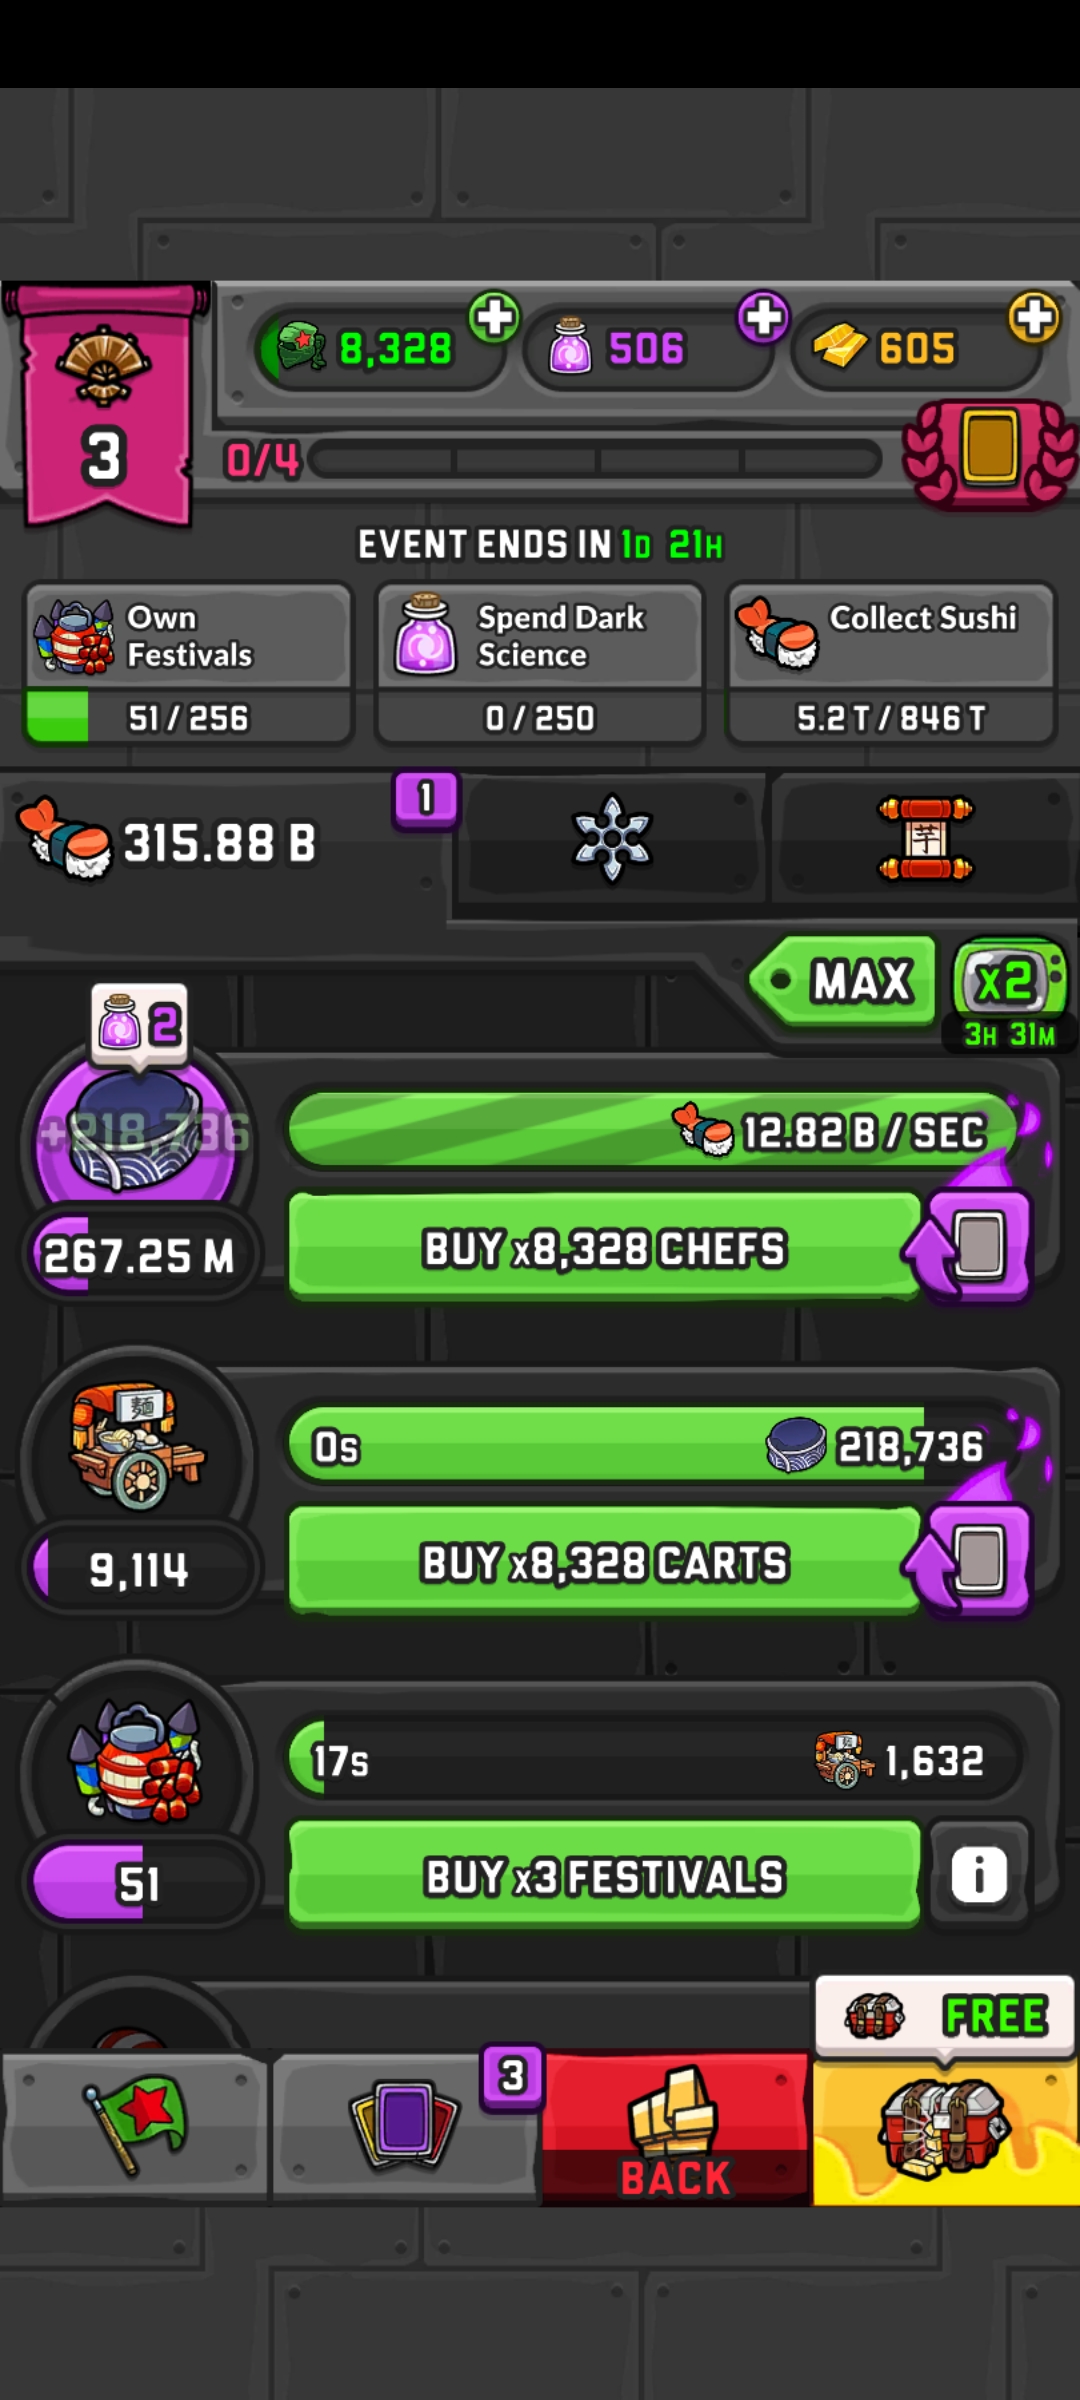 8,328
506
605
3
0/4
EVENT ENDS IN 1D 21H
Own
Festivals
51 / 256
Spend Dark
Science
0 / 250
Collect Sushi
5.2 T / 846 T
315.88 B
1
芋
MAX
x2
3H 31M
2
+218,736
12.82 B / SEC
267.25 M
BUY x8,328 CHEFS
麺
0s
218,736
9,114
BUY x8,328 CARTS
17s
1,632
51
BUY x3 FESTIVALS
i
FREE
3
BACK